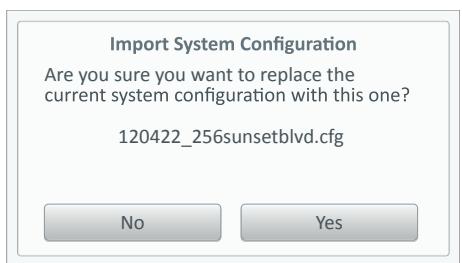 Import System Configuration
Are you sure you want to replace the
current system configuration with this one?
120422_256sunsetblvd.cfg
No
Yes